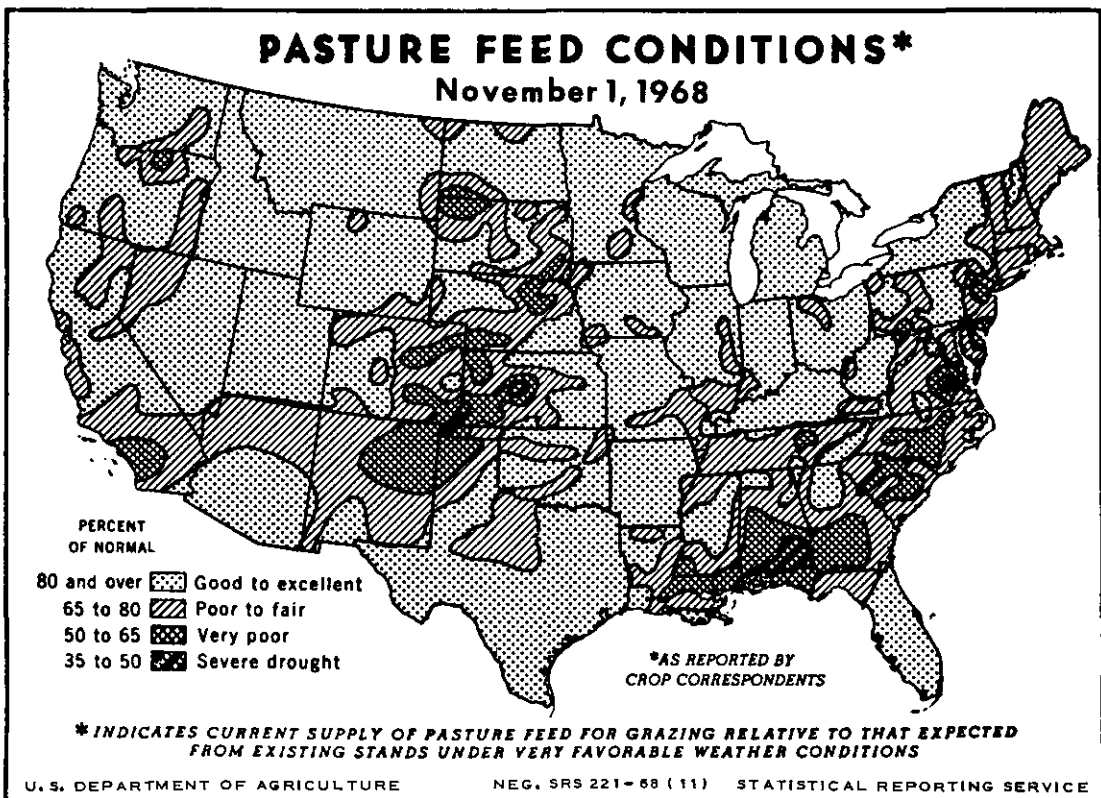 PASTURE FEED CONDITIONS*
November 1, 1968
PERCENT
OF NORMAL
80 and over Good to excellent
65 to 80 Poor to fair
50 to 65 Very poor
35 to 50 Severe drought
*AS REPORTED BY
CROP CORRESPONDENTS
*INDICATES CURRENT SUPPLY OF PASTURE FEED FOR GRAZING RELATIVE TO THAT EXPECTED
FROM EXISTING STANDS UNDER VERY FAVORABLE WEATHER CONDITIONS
U.S. DEPARTMENT OF AGRICULTURE NEG. SRS 221-68 (11) STATISTICAL REPORTING SERVICE